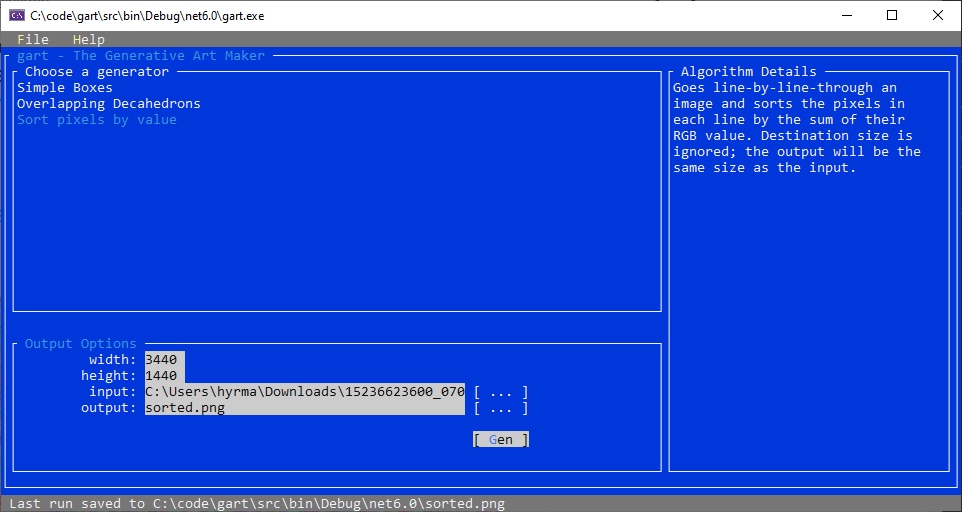 C:\code\gart\src\bin\Debug\net6.0\gart.exe
File Help
gart - The Generative Art Maker
Choose a generator
Simple Boxes
Overlapping Decahedrons
Sort pixels by value
Algorithm Details
Goes line-by-line-through an
image and sorts the pixels in
each line by the sum of their
RGB value. Destination size is
ignored; the output will be the
same size as the input.
Output Options
width: 3440
height: 1440
input: C:\Users\hyrma\Downloads\15236623600_070 [ ... ]
output: sorted.png [ ... ]
[ Gen ]
Last run saved to C:\code\gart\src\bin\Debug\net6.0\sorted.png